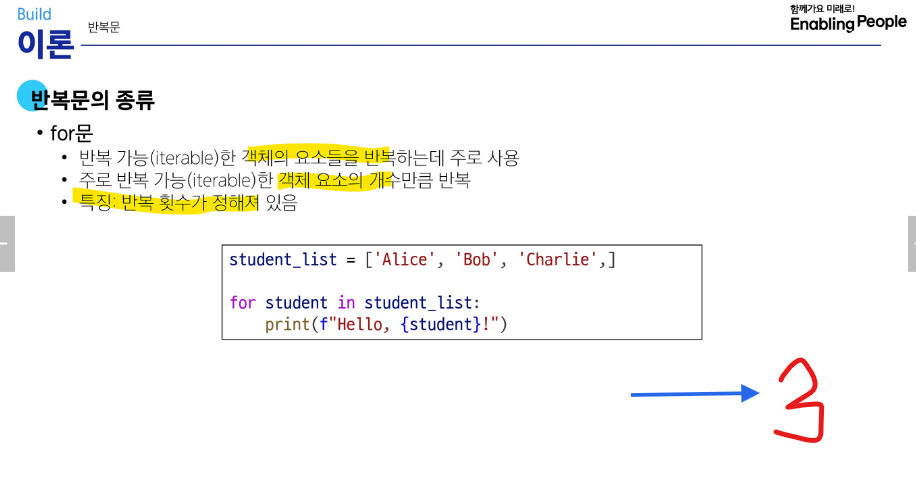 Build
이론
반복문
함께가요 미래로!
Enabling People
반복문의 종류
• for문
• 반복 가능(iterable)한 객체의 요소들을 반복하는데 주로 사용
• 주로 반복 가능(iterable)한 객체 요소의 개수만큼 반복
• 특징: 반복 횟수가 정해져 있음
student_list = ['Alice', 'Bob', 'Charlie',]
for student in student_list:
    print(f"Hello, {student}!")
3